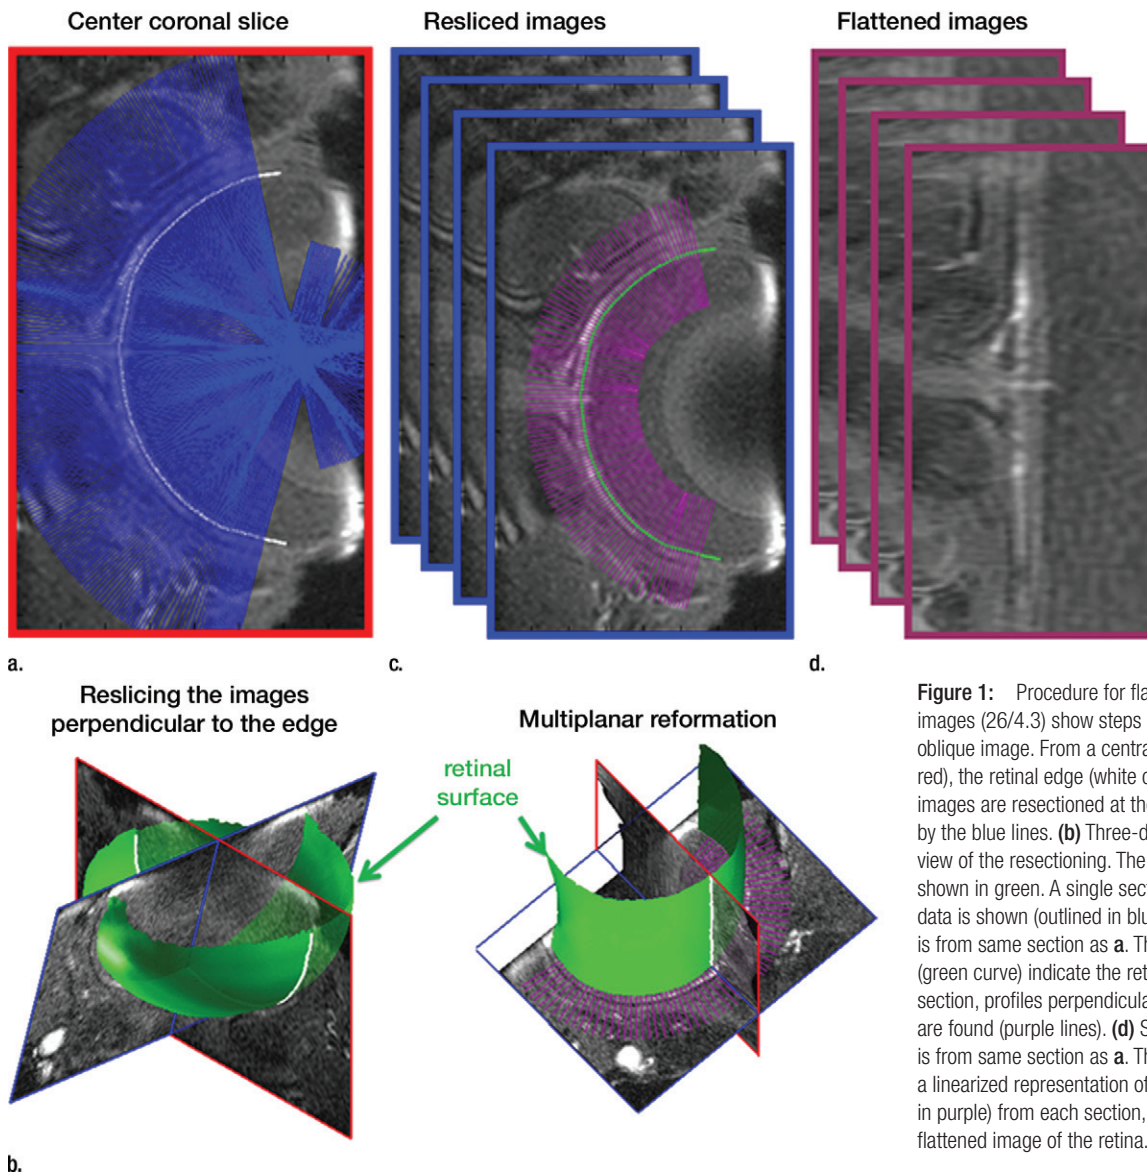 Center coronal slice
Resliced images
Flattened images
a.
c.
d.
Reslicing the images
perpendicular to the edge
Multiplanar reformation
retinal
surface
b.
Figure 1: Procedure for fla
images (26/4.3) show steps
oblique image. From a centra
red), the retinal edge (white c
images are resectioned at the
by the blue lines. (b) Three-d
view of the resectioning. The
shown in green. A single sect
data is shown (outlined in blu
is from same section as a. Th
(green curve) indicate the ret
section, profiles perpendicula
are found (purple lines). (d) S
is from same section as a. Th
a linearized representation of
in purple) from each section,
flattened image of the retina.